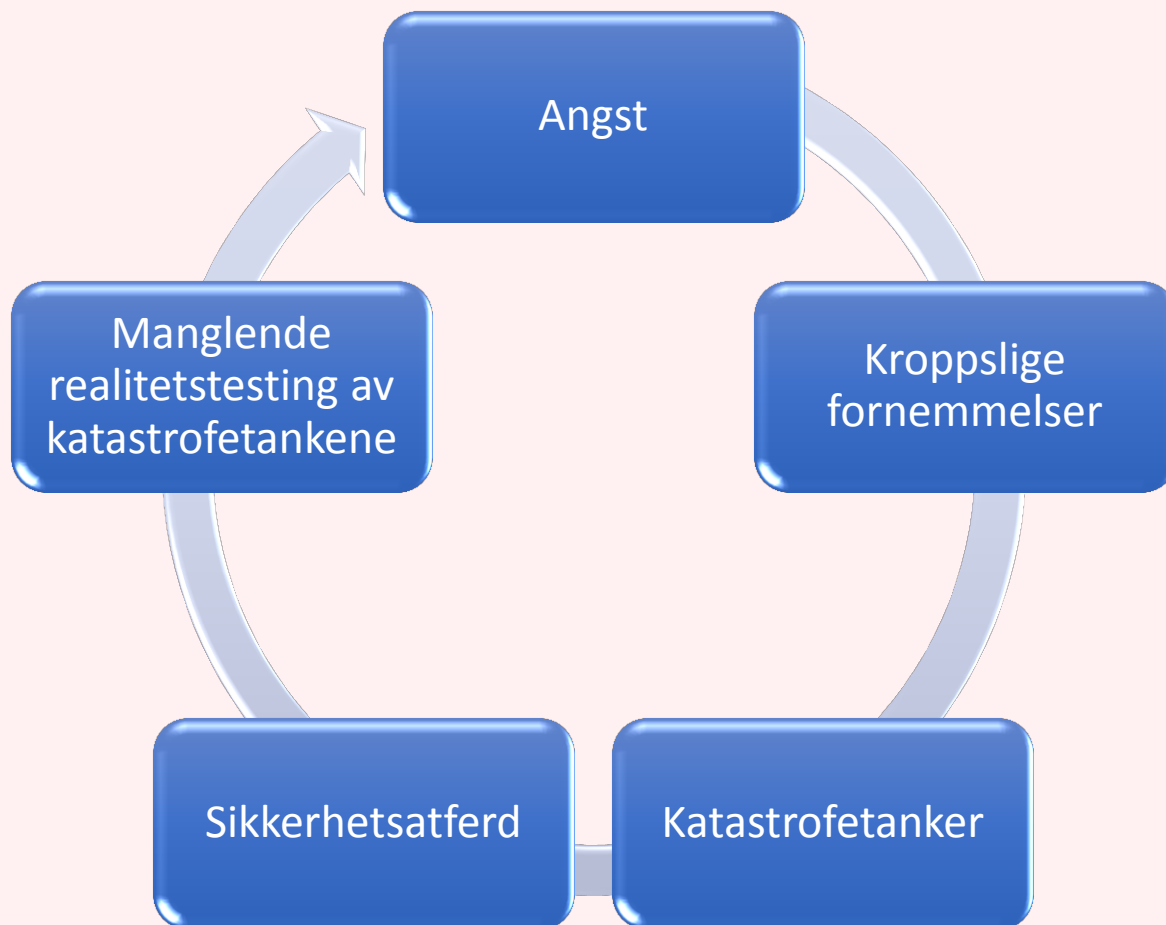 Angst
Kroppslige
fornemmelser
Katastrofetanker
Sikkerhetsatferd
Manglende
realitetstesting av
katastrofetankene